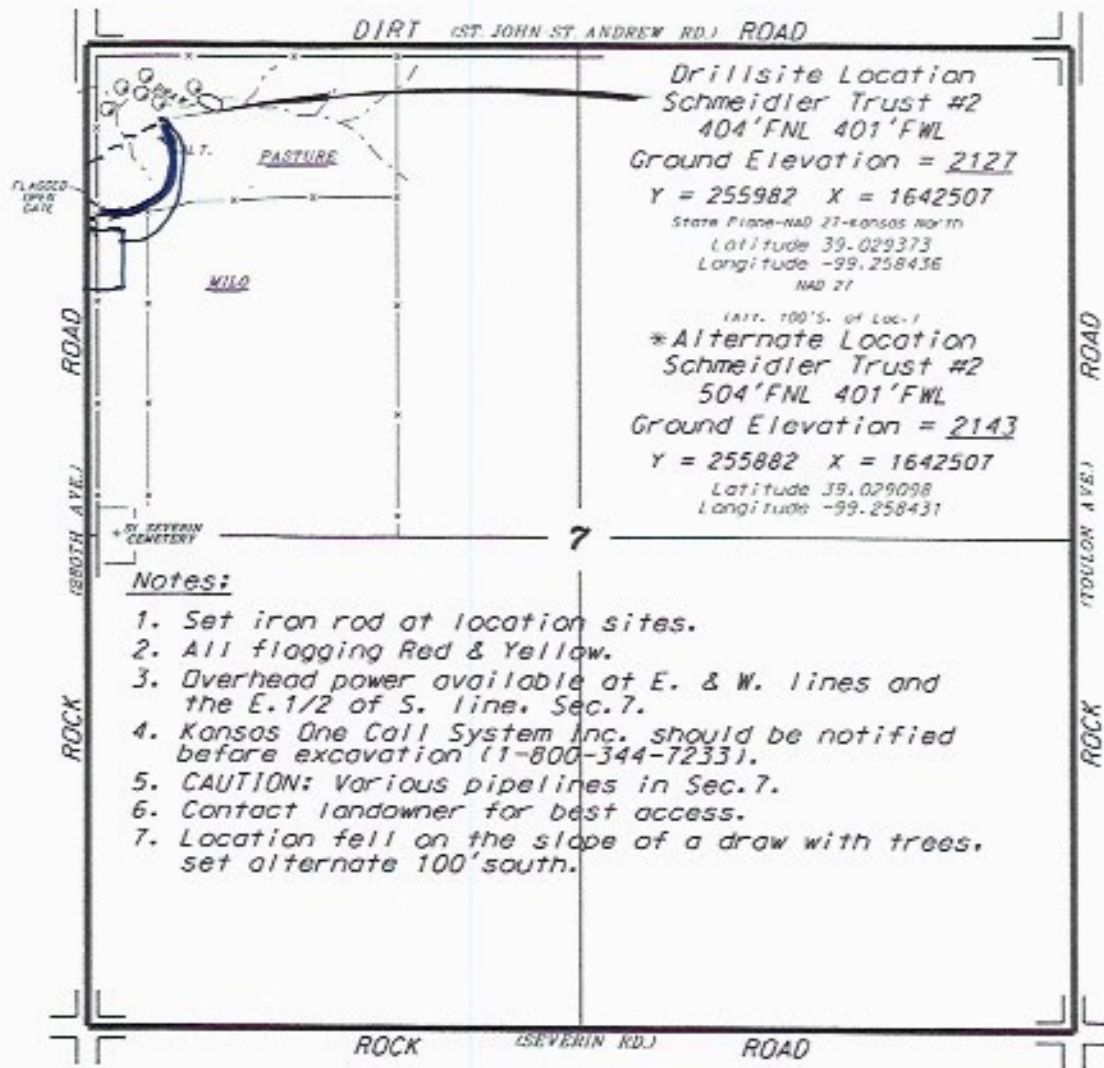 DIRT (ST. JOHN-ST. ANDREW RD.) ROAD
Drillsite Location
Schmeidler Trust #2
404'FNL 401'FWL
Ground Elevation = 2127
Y = 255982 X = 1642507
State Plane-NAD 27-Kansas North
Latitude 39.029373
Longitude -99.258436
NAD 27
(Alt. 100'S. of Loc.)
*Alternate Location
Schmeidler Trust #2
504'FNL 401'FWL
Ground Elevation = 2143
Y = 255882 X = 1642507
Latitude 39.029098
Longitude -99.258431
ALT.
PASTURE
FLAGGED
OPEN
GATE
MILO
ROCK (280TH AVE.) ROAD
ROCK (TOULON AVE.) ROAD
ST. SEVERIN
CEMETERY
7
Notes:
1. Set iron rod at location sites.
2. All flagging Red & Yellow.
3. Overhead power available at E. & W. lines and
the E.1/2 of S. line. Sec.7.
4. Kansas One Call System Inc. should be notified
before excavation (1-800-344-7233).
5. CAUTION: Various pipelines in Sec.7.
6. Contact landowner for best access.
7. Location fell on the slope of a draw with trees,
set alternate 100'south.
ROCK (SEVERIN RD.) ROAD